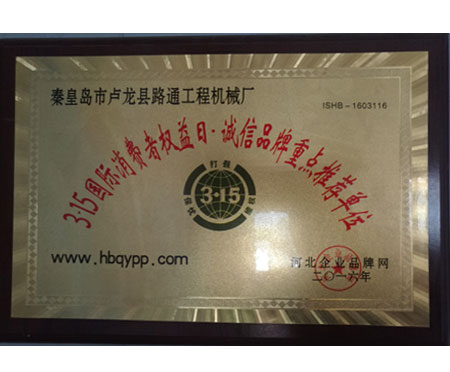 秦皇岛市卢龙县路通工程机械厂
ISHB-1603116
3·15国际消费者权益日·诚信品牌重点推荐单位
打假
3·15
www.hbqypp.com
河北企业品牌网
二〇一六年